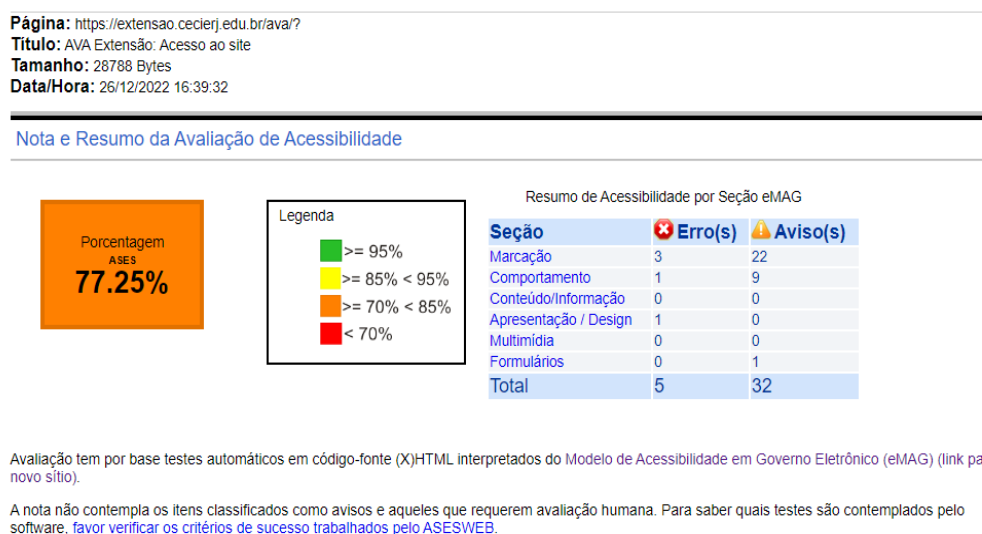 Página: https://extensao.cecierj.edu.br/ava/?
Título: AVA Extensão: Acesso ao site
Tamanho: 28788 Bytes
Data/Hora: 26/12/2022 16:39:32
Nota e Resumo da Avaliação de Acessibilidade
Porcentagem
ASES
77.25%
Legenda
>= 95%
>= 85% < 95%
>= 70% < 85%
< 70%
Resumo de Acessibilidade por Seção eMAG
Seção Erro(s) Aviso(s)
Marcação 3 22
Comportamento 1 9
Conteúdo/Informação 0 0
Apresentação / Design 1 0
Multimídia 0 0
Formulários 0 1
Total 5 32
Avaliação tem por base testes automáticos em código-fonte (X)HTML interpretados do Modelo de Acessibilidade em Governo Eletrônico (eMAG) (link pa
novo sítio).
A nota não contempla os itens classificados como avisos e aqueles que requerem avaliação humana. Para saber quais testes são contemplados pelo
software, favor verificar os critérios de sucesso trabalhados pelo ASESWEB.